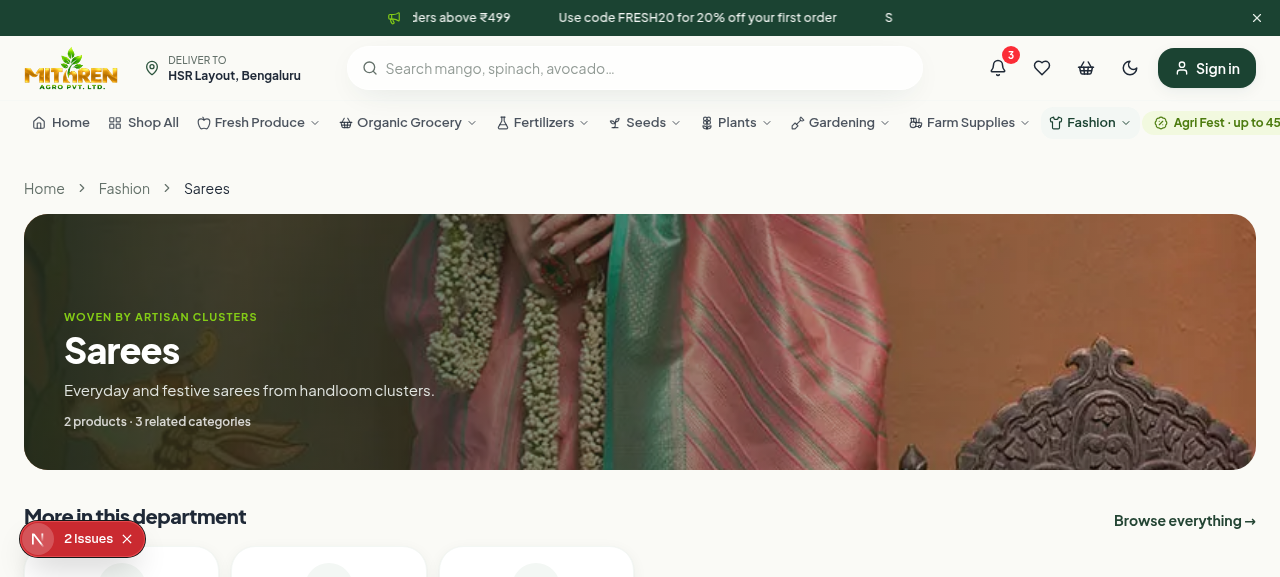 ders above ₹499
Use code FRESH20 for 20% off your first order
S
MITHREN
AGRO PVT. LTD.
DELIVER TO
HSR Layout, Bengaluru
Search mango, spinach, avocado...
3
Sign in
Home
Shop All
Fresh Produce
Organic Grocery
Fertilizers
Seeds
Plants
Gardening
Farm Supplies
Fashion
Agri Fest · up to 45
Home > Fashion > Sarees
WOVEN BY ARTISAN CLUSTERS
Sarees
Everyday and festive sarees from handloom clusters.
2 products · 3 related categories
More in this department
Browse everything →
N
2 Issues